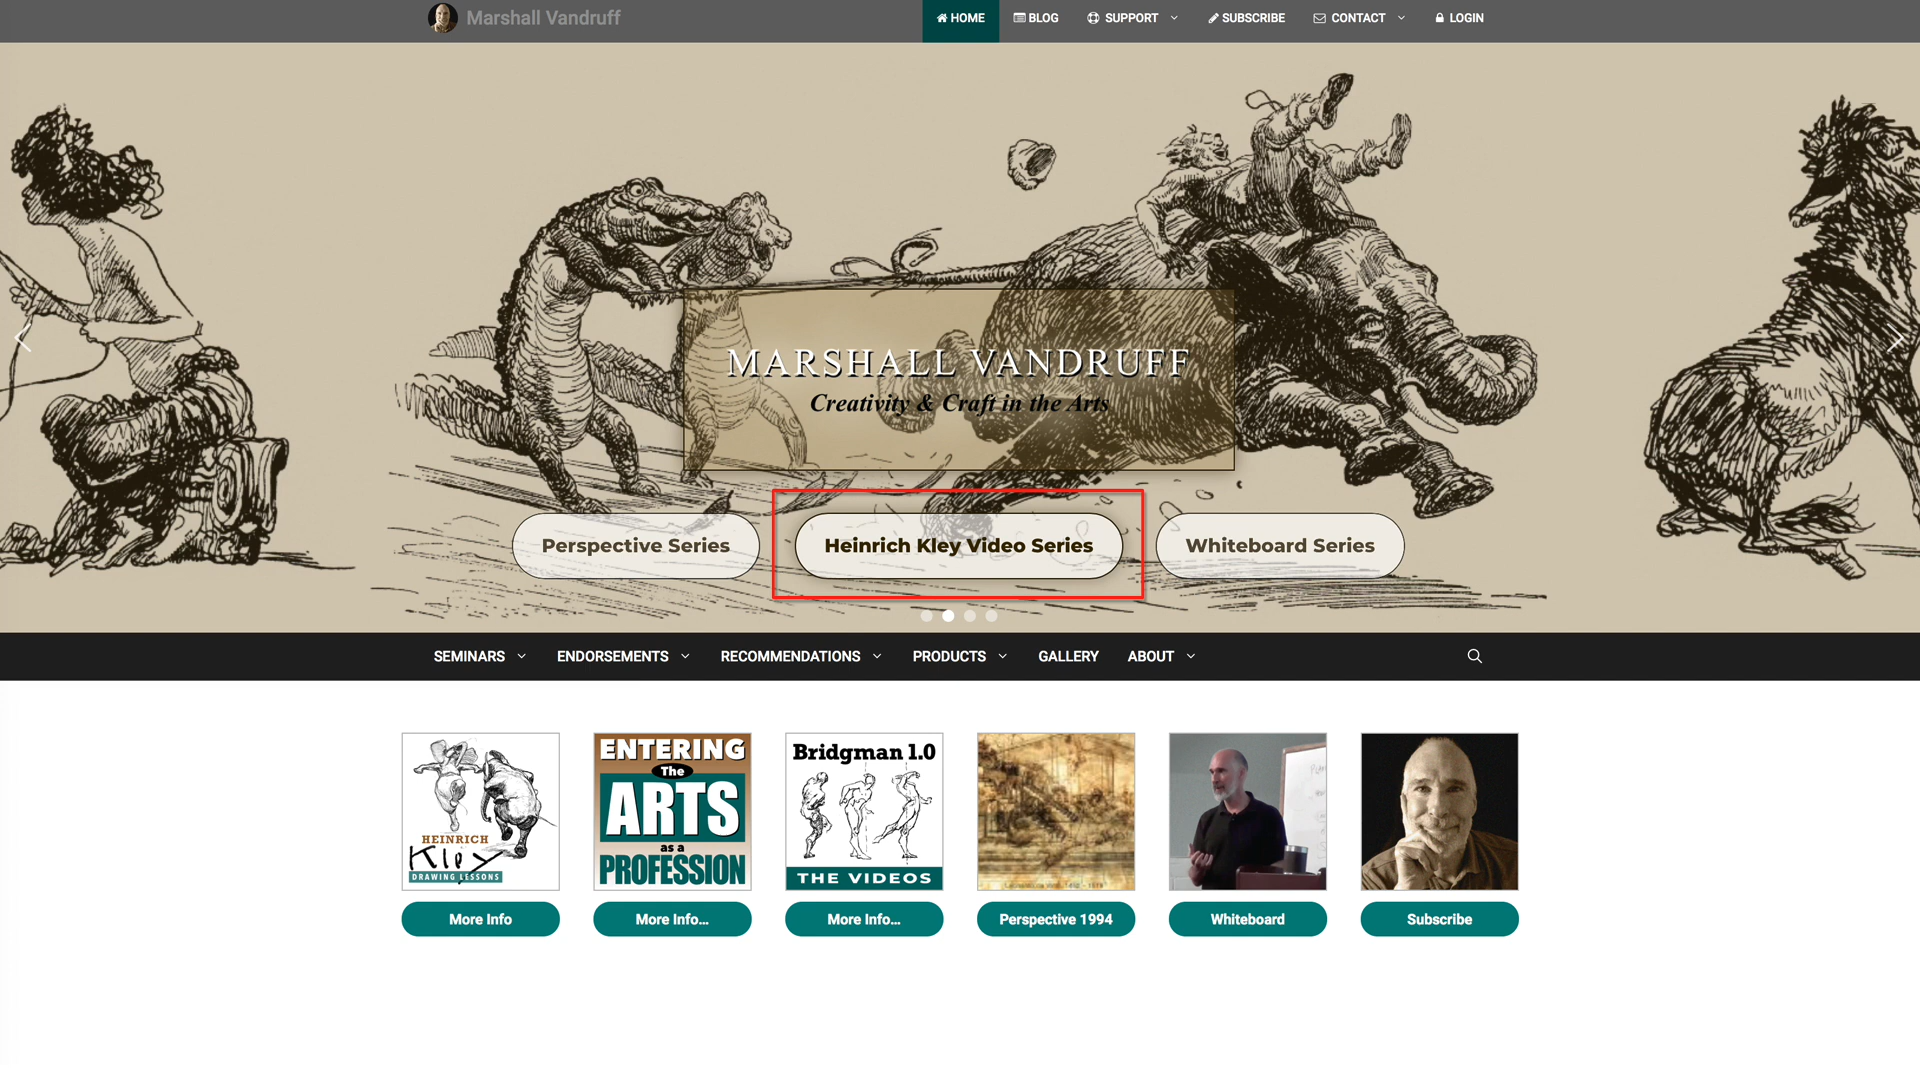 Marshall Vandruff
HOME
BLOG
SUPPORT
SUBSCRIBE
CONTACT
LOGIN
MARSHALL VANDRUFF
Creativity & Craft in the Arts
Perspective Series
Heinrich Kley Video Series
Whiteboard Series
SEMINARS
ENDORSEMENTS
RECOMMENDATIONS
PRODUCTS
GALLERY
ABOUT
HEINRICH
Kley
DRAWING LESSONS
ENTERING
The
ARTS
as a
PROFESSION
Bridgman 1.0
THE VIDEOS
More Info
More Info...
More Info...
Perspective 1994
Whiteboard
Subscribe